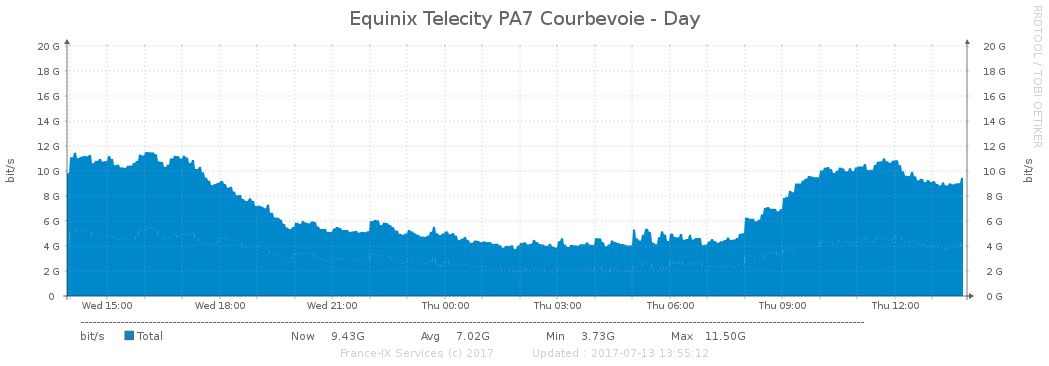 Equinix Telecity PA7 Courbevoie - Day
RRDTOOL / TOBI OETIKER
20 G 20 G
18 G 18 G
16 G 16 G
14 G 14 G
12 G 12 G
10 G 10 G
8 G 8 G
6 G 6 G
4 G 4 G
2 G 2 G
0 0 G
bit/s
bit/s
Wed 15:00 Wed 18:00 Wed 21:00 Thu 00:00 Thu 03:00 Thu 06:00 Thu 09:00 Thu 12:00
bit/s Total Now 9.43G Avg 7.02G Min 3.73G Max 11.50G
France-IX Services (c) 2017 Updated : 2017-07-13 13:55:12